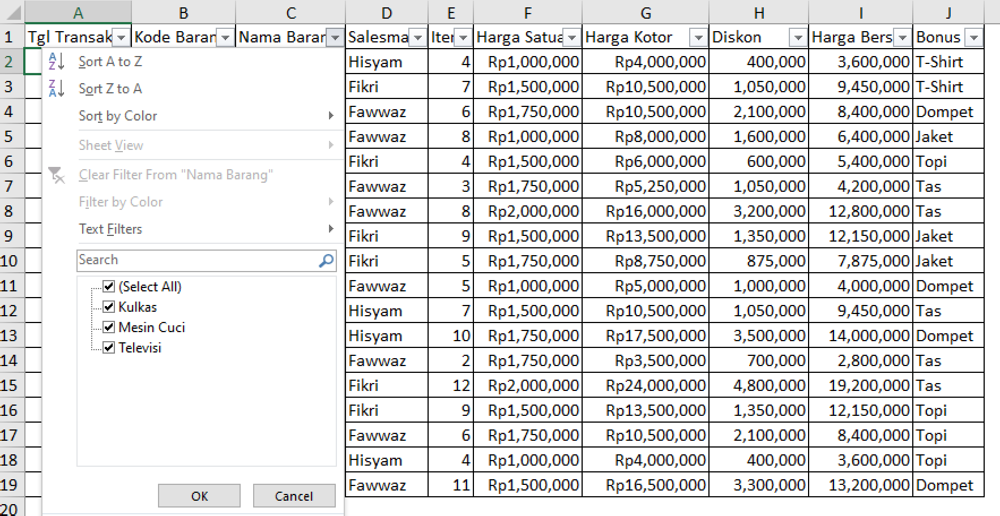 A B C D E F G H I J
1 Tgl Transak Kode Baran Nama Barar Salesma Iter Harga Satua Harga Kotor Diskon Harga Bers Bonus
2 Hisyam 4 Rp1,000,000 Rp4,000,000 400,000 3,600,000 T-Shirt
Sort A to Z
3 Fikri 7 Rp1,500,000 Rp10,500,000 1,050,000 9,450,000 T-Shirt
Sort Z to A
4 Fawwaz 6 Rp1,750,000 Rp10,500,000 2,100,000 8,400,000 Dompet
Sort by Color
5 Fawwaz 8 Rp1,000,000 Rp8,000,000 1,600,000 6,400,000 Jaket
Sheet View
6 Fikri 4 Rp1,500,000 Rp6,000,000 600,000 5,400,000 Topi
Clear Filter From "Nama Barang"
7 Fawwaz 3 Rp1,750,000 Rp5,250,000 1,050,000 4,200,000 Tas
Filter by Color
8 Fawwaz 8 Rp2,000,000 Rp16,000,000 3,200,000 12,800,000 Tas
Text Filters
9 Fikri 9 Rp1,500,000 Rp13,500,000 1,350,000 12,150,000 Jaket
Search
10 Fikri 5 Rp1,750,000 Rp8,750,000 875,000 7,875,000 Jaket
(Select All)
11 Fawwaz 5 Rp1,000,000 Rp5,000,000 1,000,000 4,000,000 Dompet
Kulkas
12 Hisyam 7 Rp1,500,000 Rp10,500,000 1,050,000 9,450,000 Tas
Mesin Cuci
13 Hisyam 10 Rp1,750,000 Rp17,500,000 3,500,000 14,000,000 Dompet
Televisi
14 Fawwaz 2 Rp1,750,000 Rp3,500,000 700,000 2,800,000 Tas
15 Fikri 12 Rp2,000,000 Rp24,000,000 4,800,000 19,200,000 Tas
16 Fikri 9 Rp1,500,000 Rp13,500,000 1,350,000 12,150,000 Topi
17 Fawwaz 6 Rp1,750,000 Rp10,500,000 2,100,000 8,400,000 Topi
18 Hisyam 4 Rp1,000,000 Rp4,000,000 400,000 3,600,000 Topi
19 Fawwaz 11 Rp1,500,000 Rp16,500,000 3,300,000 13,200,000 Dompet
OK Cancel
20